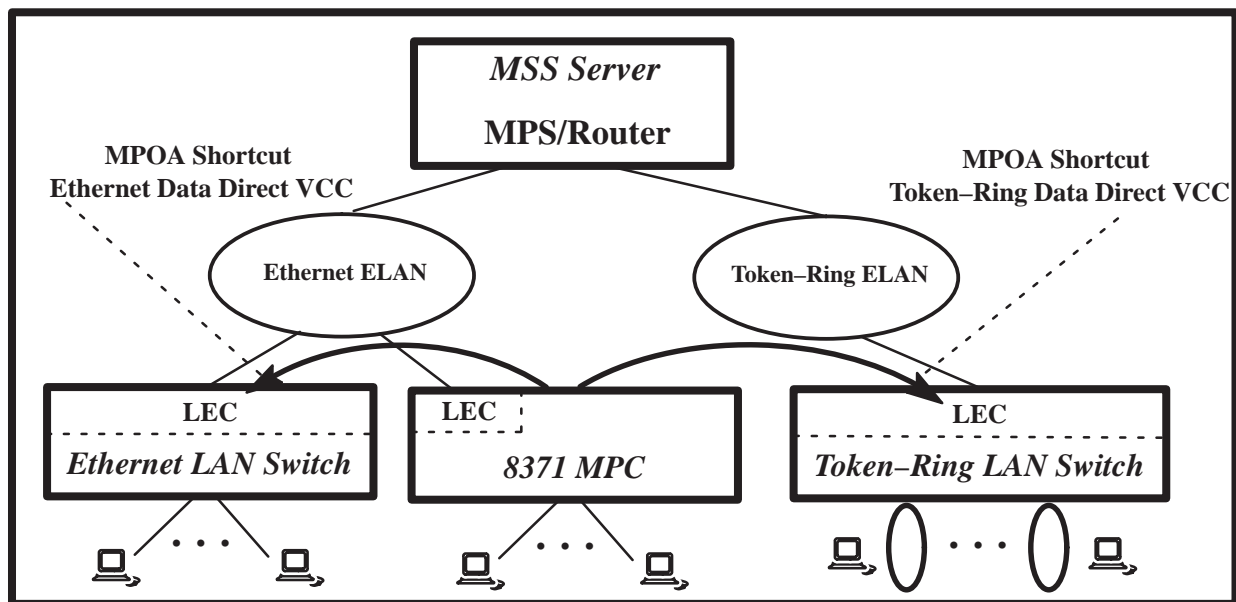 MSS Server
MPS/Router
MPOA Shortcut
Ethernet Data Direct VCC
MPOA Shortcut
Token–Ring Data Direct VCC
Ethernet ELAN
Token–Ring ELAN
LEC
Ethernet LAN Switch
LEC
8371 MPC
LEC
Token–Ring LAN Switch